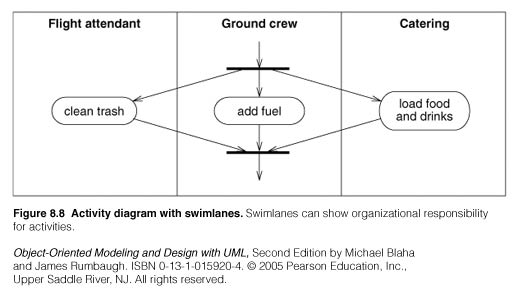 Flight attendant
Ground crew
Catering
clean trash
add fuel
load food
and drinks
Figure 8.8 Activity diagram with swimlanes. Swimlanes can show organizational responsibility
for activities.
Object-Oriented Modeling and Design with UML, Second Edition by Michael Blaha
and James Rumbaugh. ISBN 0-13-1-015920-4. © 2005 Pearson Education, Inc.,
Upper Saddle River, NJ. All rights reserved.